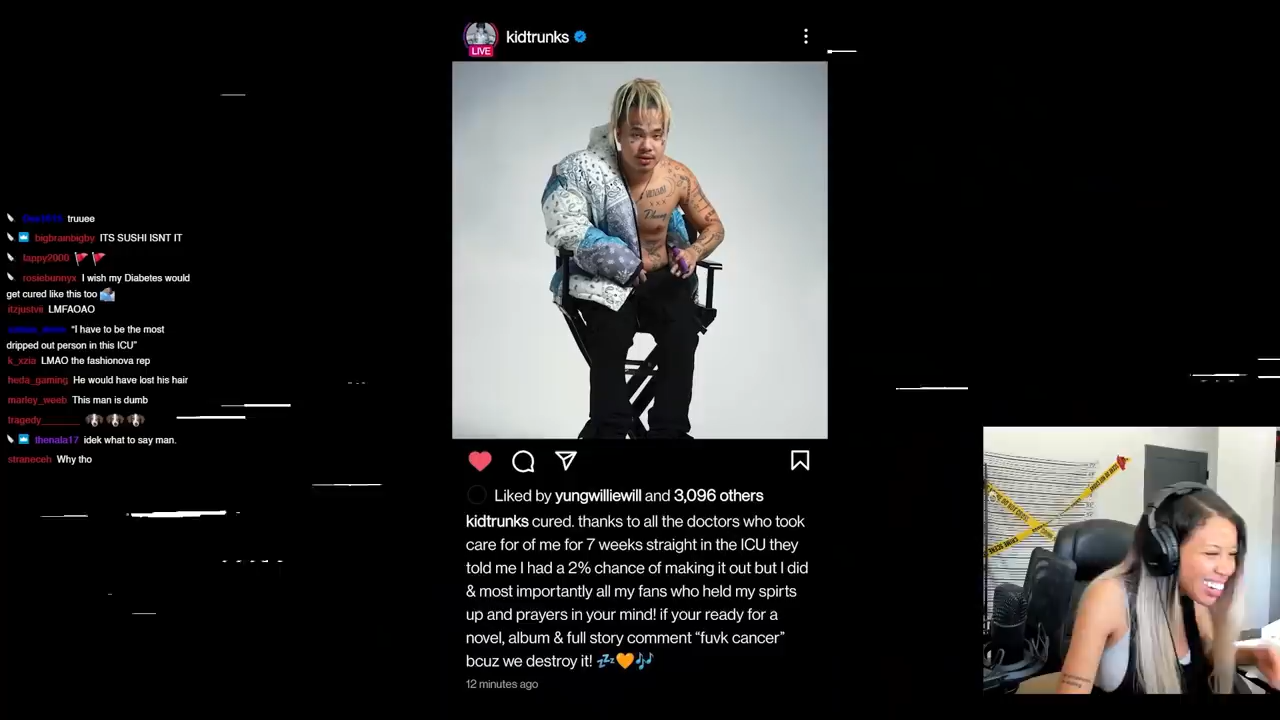 kidtrunks
LIVE
truuee
bigbrainbigby ITS SUSHI ISNT IT
fappy2000
rosiebunnyx I wish my Diabetes would
get cured like this too
itzjustvii LMFAOAO
“I have to be the most
dripped out person in this ICU”
k_xzia LMAO the fashionova rep
heda_gaming He would have lost his hair
marley_weeb This man is dumb
tragedy_______
thenala17 idek what to say man.
straneceh Why tho
Liked by yungwilliewill and 3,096 others
kidtrunks cured. thanks to all the doctors who took
care for of me for 7 weeks straight in the ICU they
told me I had a 2% chance of making it out but I did
& most importantly all my fans who held my spirts
up and prayers in your mind! if your ready for a
novel, album & full story comment “fuvk cancer”
bcuz we destroy it! 💤🧡🎶
12 minutes ago